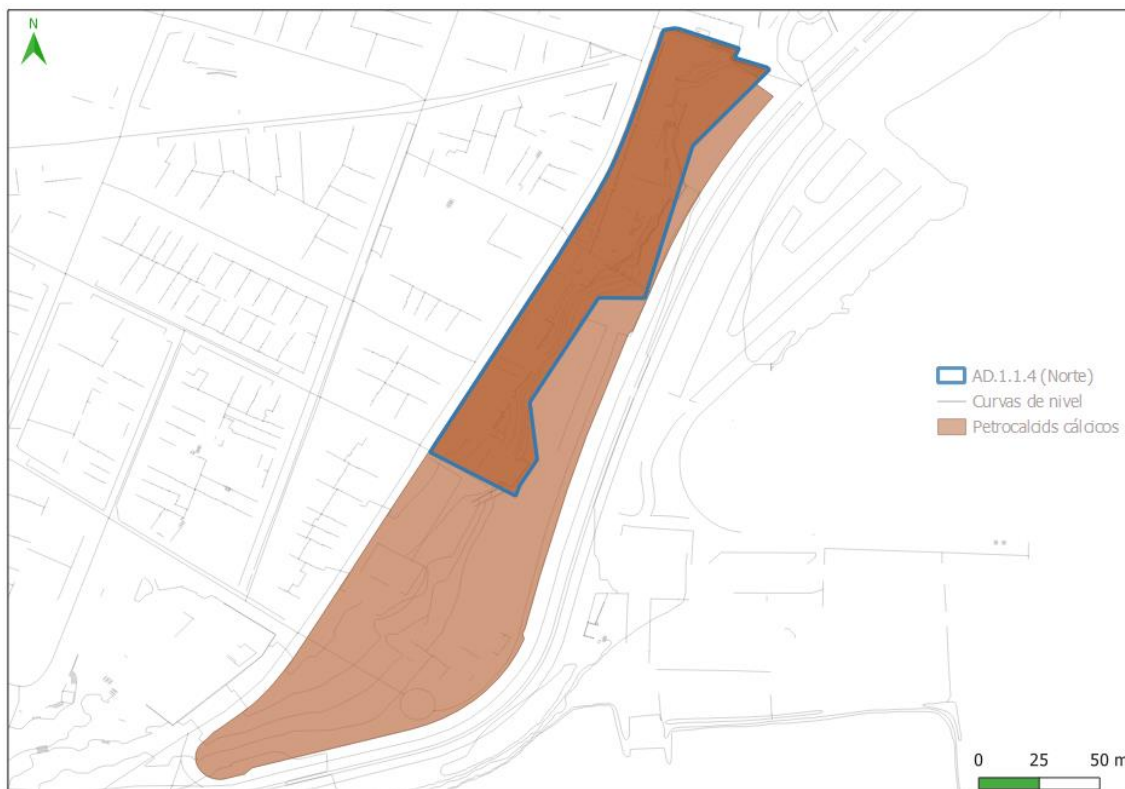 N
AD.1.1.4 (Norte)
Curvas de nivel
Petrocalcids cálcicos
0 25 50 m